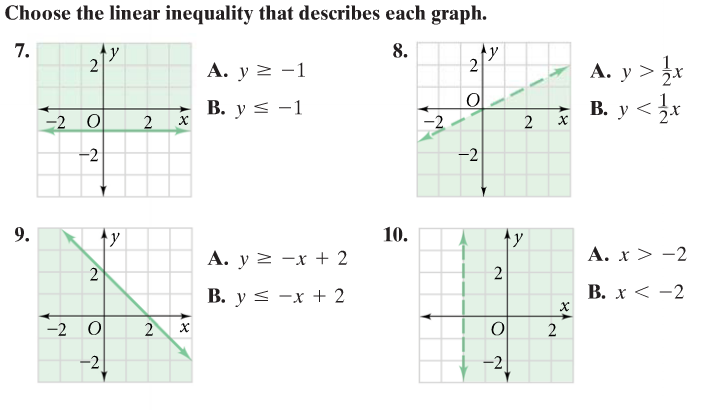 Choose the linear inequality that describes each graph.
7.
y
2
-2 O 2 x
-2
A. y ≥ -1
B. y ≤ -1
8.
y
2
O
-2 2 x
-2
A. y > 1/2x
B. y < 1/2x
9.
y
2
-2 O 2 x
-2
A. y ≥ -x + 2
B. y ≤ -x + 2
10.
y
2
x
O 2
-2
A. x > -2
B. x < -2